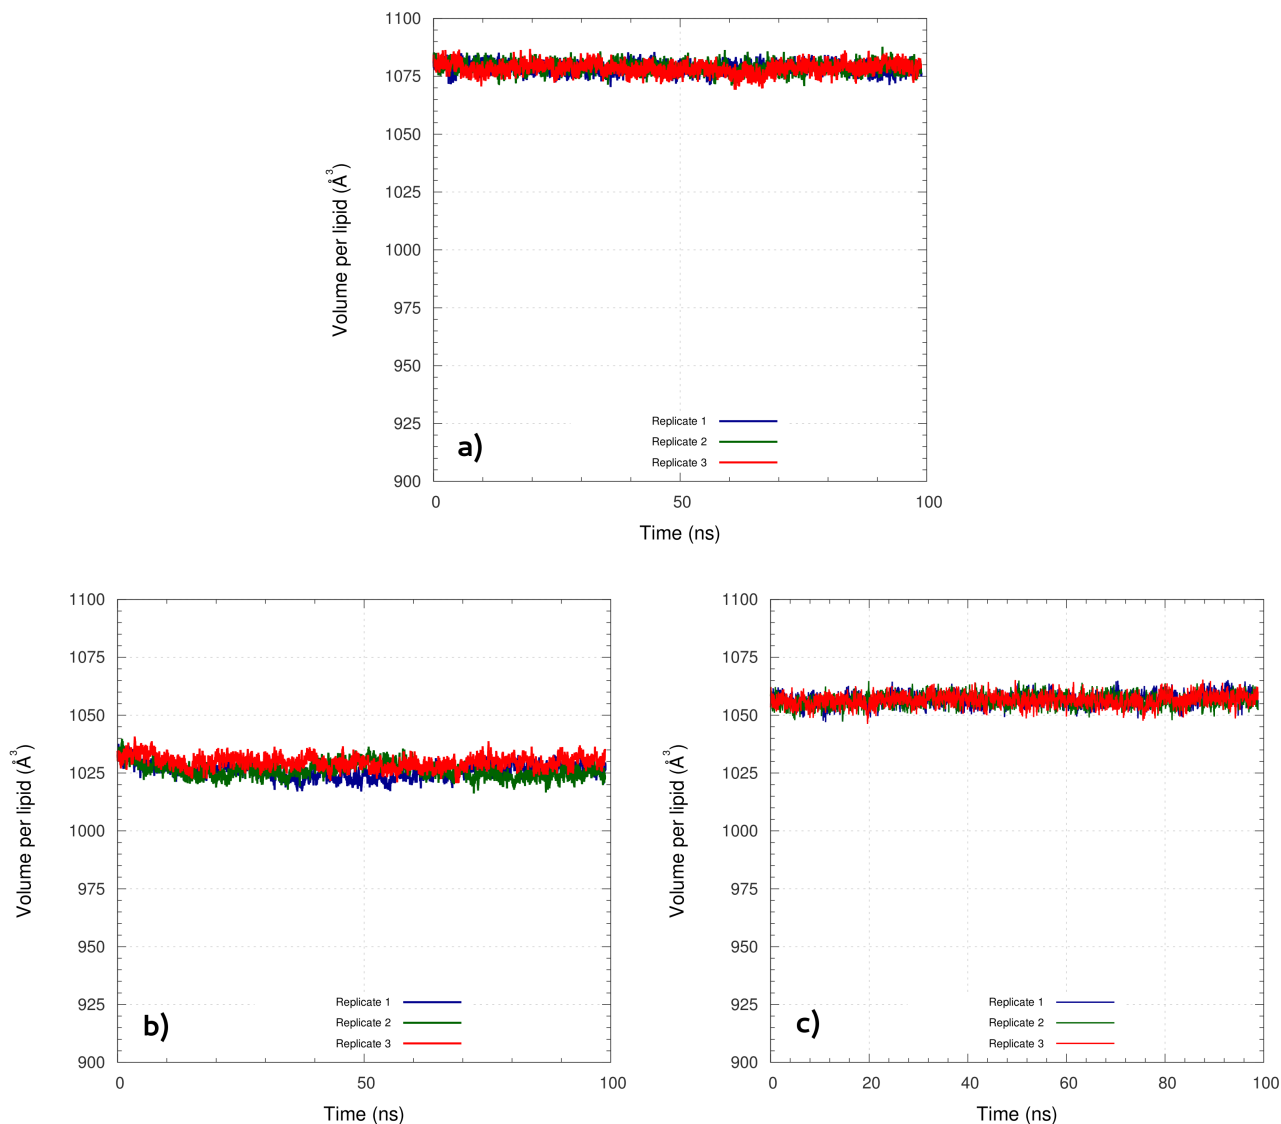 1100
1075
1050
1025
1000
975
950
925
900
Volume per lipid (Å³)
Replicate 1
Replicate 2
Replicate 3
a)
0 50 100
Time (ns)
1100
1075
1050
1025
1000
975
950
925
900
Volume per lipid (Å³)
Replicate 1
Replicate 2
Replicate 3
b)
0 50 100
Time (ns)
1100
1075
1050
1025
1000
975
950
925
900
Volume per lipid (Å³)
Replicate 1
Replicate 2
Replicate 3
c)
0 20 40 60 80 100
Time (ns)